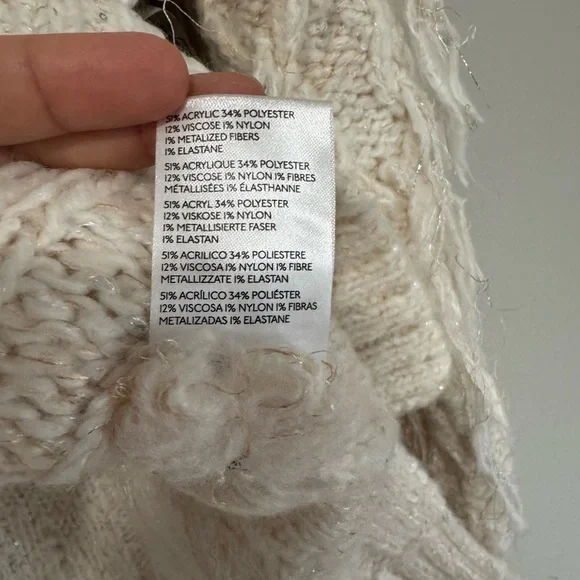 51% ACRYLIC 34% POLYESTER
12% VISCOSE 1% NYLON
1% METALIZED FIBERS
1% ELASTANE
51% ACRYLIQUE 34% POLYESTER
12% VISCOSE 1% NYLON 1% FIBRES
MÉTALLISÉES 1% ÉLASTHANNE
51% ACRYL 34% POLYESTER
12% VISKOSE 1% NYLON
1% METALLISIERTE FASER
1% ELASTAN
51% ACRILICO 34% POLIESTERE
12% VISCOSA 1% NYLON 1% FIBRE
METALLIZZATE 1% ELASTAN
51% ACRÍLICO 34% POLIÉSTER
12% VISCOSA 1% NYLON 1% FIBRAS
METALIZADAS 1% ELASTANE